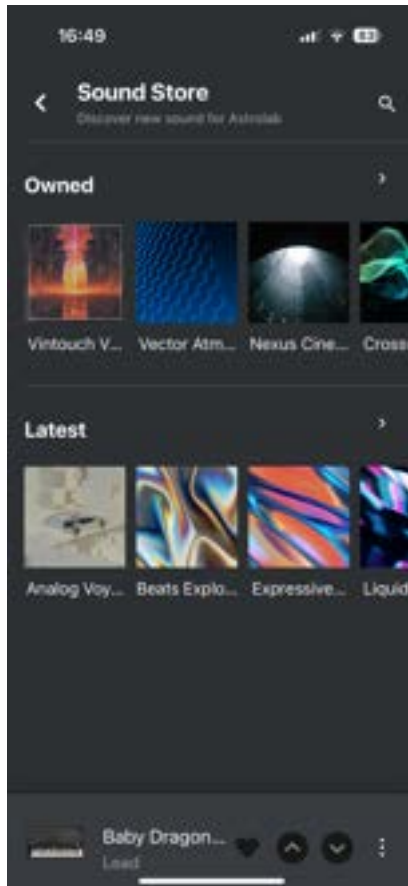 16:49
83
Sound Store
Discover new sound for Astrolab
Owned
Vintouch V...
Vector Atm...
Nexus Cine...
Cross
Latest
Analog Voy...
Beats Explo...
Expressive...
Liquid
Baby Dragon...
Lead